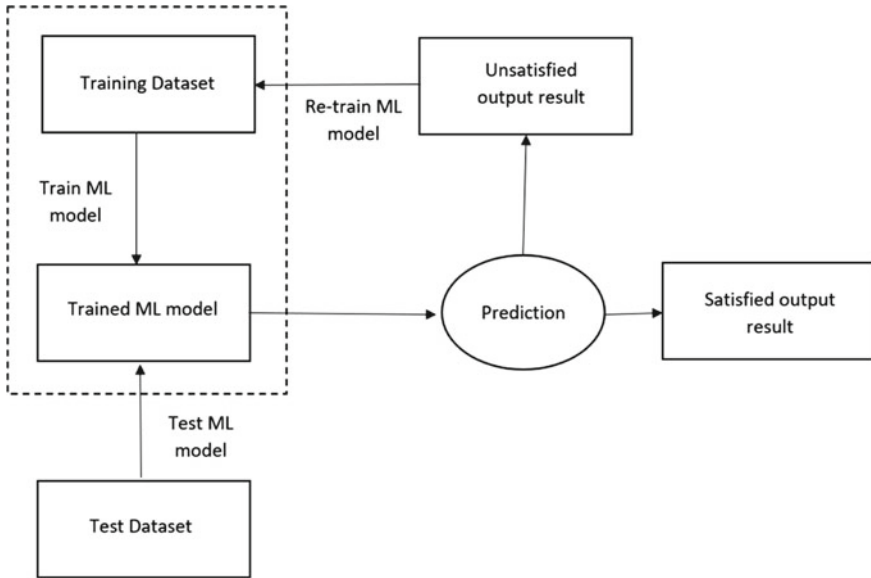 Training Dataset
Unsatisfied
output result
Re-train ML
model
Train ML
model
Trained ML model
Prediction
Satisfied output
result
Test ML
model
Test Dataset